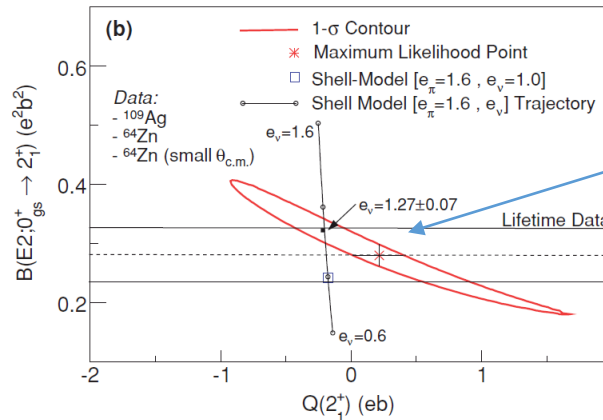 (b)
1-σ Contour
Maximum Likelihood Point
Shell-Model [eπ=1.6 , eν=1.0]
Shell Model [eπ=1.6 , eν] Trajectory
Data:
- ¹⁰⁹Ag
- ⁶⁴Zn
- ⁶⁴Zn (small θc.m.)
eν=1.6
eν=1.27±0.07
Lifetime Data
eν=0.6
B(E2;0⁺gs → 2⁺₁) (e²b²)
0.6
0.4
0.2
-2
-1
0
1
Q(2⁺₁) (eb)